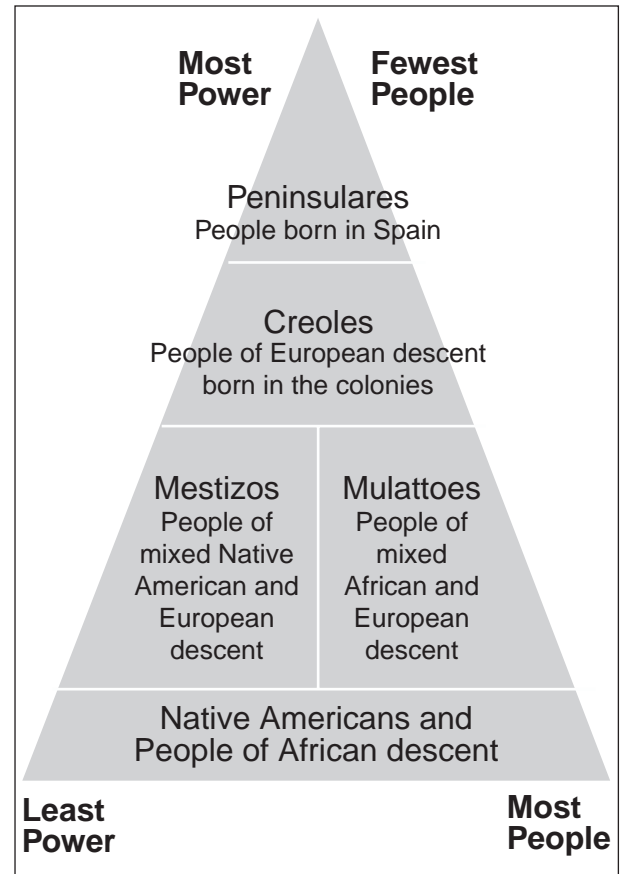 Most
Power
Fewest
People
Peninsulares
People born in Spain
Creoles
People of European descent
born in the colonies
Mestizos
People of
mixed Native
American and
European
descent
Mulattoes
People of
mixed
African and
European
descent
Native Americans and
People of African descent
Least
Power
Most
People